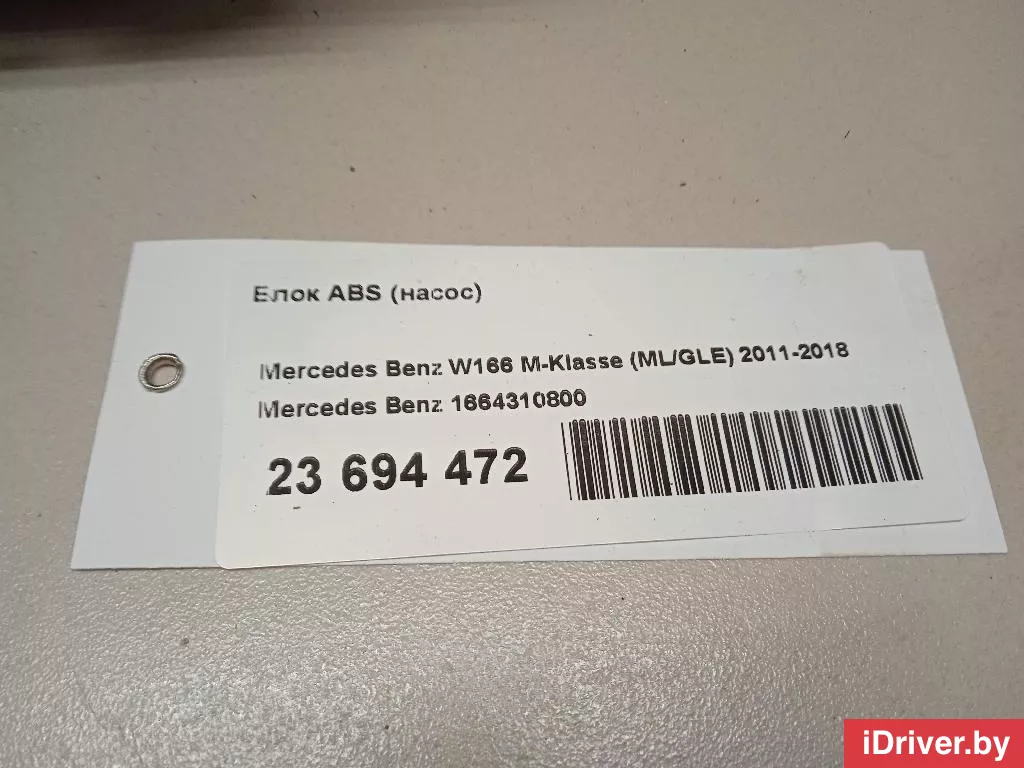 Блок ABS (насос)
Mercedes Benz W166 M-Klasse (ML/GLE) 2011-2018
Mercedes Benz 1664310800
23 694 472
iDriver.by